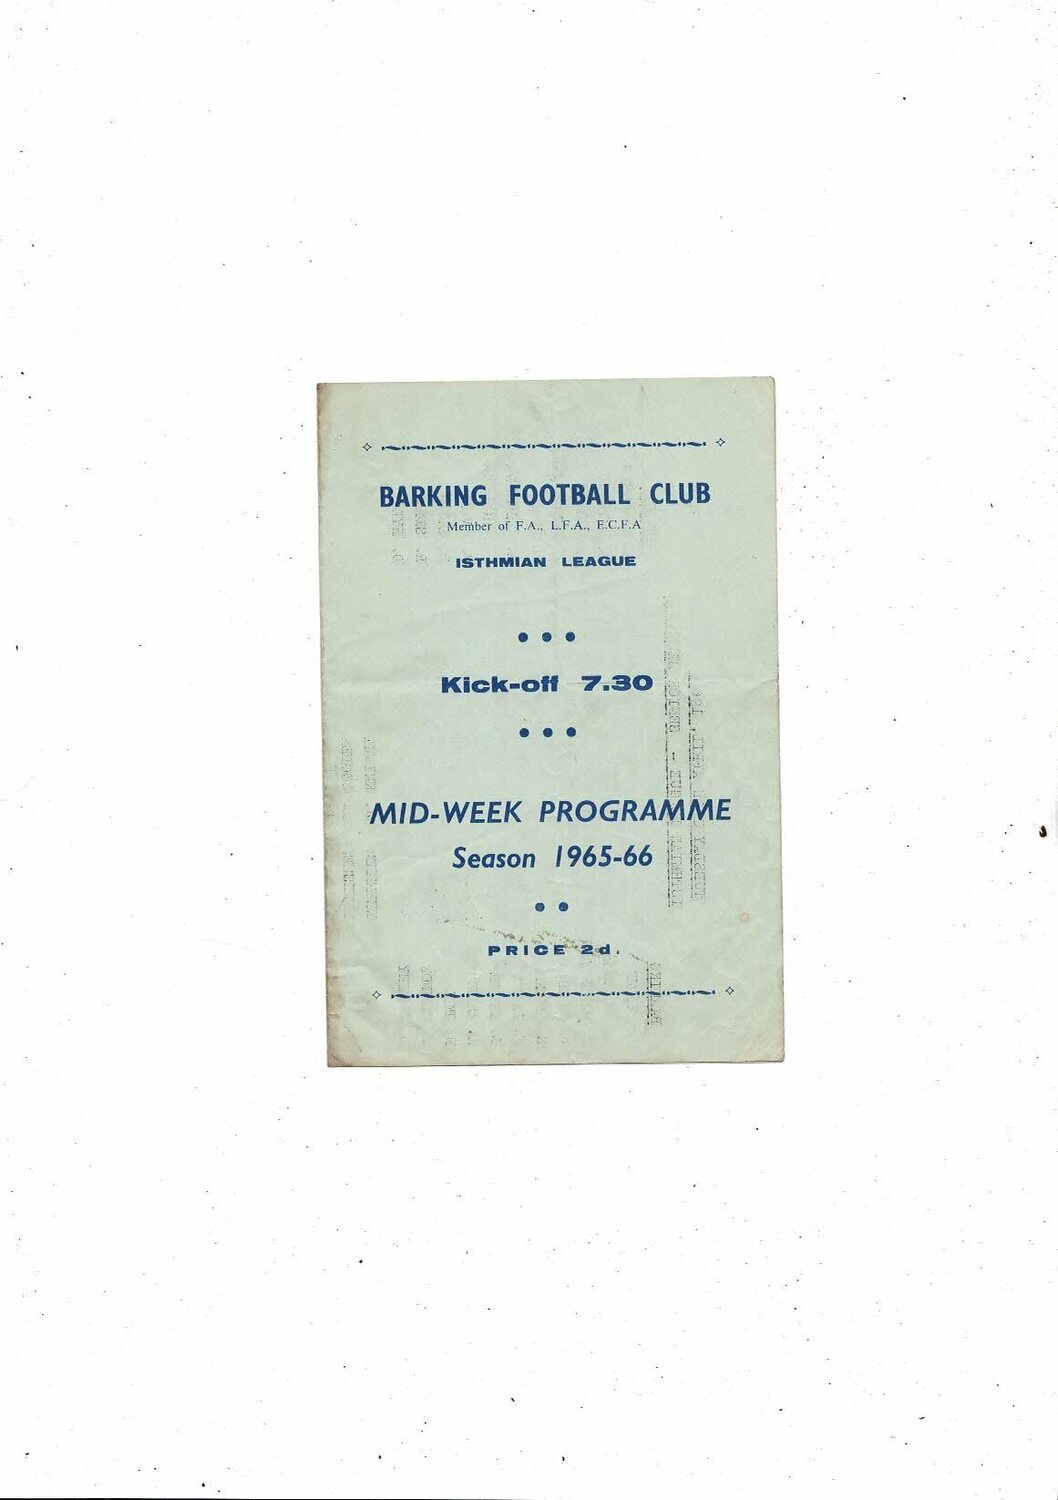 BARKING FOOTBALL CLUB
Member of F.A., L.F.A., E.C.F.A
ISTHMIAN LEAGUE
Kick-off 7.30
MID-WEEK PROGRAMME
Season 1965-66
PRICE 2d.